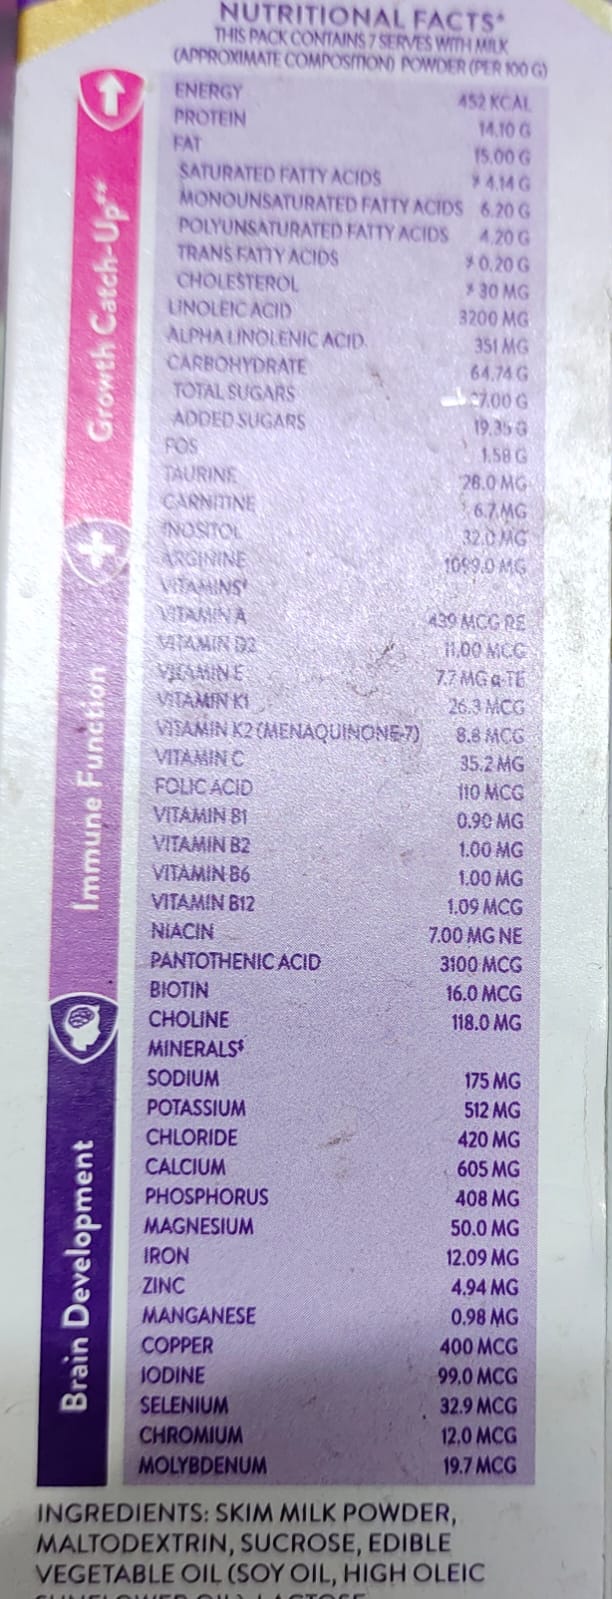 NUTRITIONAL FACTS*
THIS PACK CONTAINS 7 SERVES WITH MILK
(APPROXIMATE COMPOSITION) POWDER (PER 100 G)
ENERGY 452 KCAL
PROTEIN 14.10 G
FAT 15.00 G
SATURATED FATTY ACIDS ≯ 4.14 G
MONOUNSATURATED FATTY ACIDS 6.20 G
POLYUNSATURATED FATTY ACIDS 4.20 G
TRANS FATTY ACIDS ≯ 0.20 G
CHOLESTEROL ≯ 30 MG
LINOLEIC ACID 3200 MG
ALPHA LINOLENIC ACID 351 MG
CARBOHYDRATE 64.74 G
TOTAL SUGARS 7.00 G
ADDED SUGARS 19.35 G
FOS 1.58 G
TAURINE 28.0 MG
CARNITINE 6.7 MG
INOSITOL 32.0 MG
ARGININE 1099.0 MG
VITAMINS$
VITAMIN A 439 MCG RE
VITAMIN D2 11.00 MCG
VITAMIN E 7.7 MG α-TE
VITAMIN K1 26.3 MCG
VITAMIN K2 (MENAQUINONE-7) 8.8 MCG
VITAMIN C 35.2 MG
FOLIC ACID 110 MCG
VITAMIN B1 0.90 MG
VITAMIN B2 1.00 MG
VITAMIN B6 1.00 MG
VITAMIN B12 1.09 MCG
NIACIN 7.00 MG NE
PANTOTHENIC ACID 3100 MCG
BIOTIN 16.0 MCG
CHOLINE 118.0 MG
MINERALS$
SODIUM 175 MG
POTASSIUM 512 MG
CHLORIDE 420 MG
CALCIUM 605 MG
PHOSPHORUS 408 MG
MAGNESIUM 50.0 MG
IRON 12.09 MG
ZINC 4.94 MG
MANGANESE 0.98 MG
COPPER 400 MCG
IODINE 99.0 MCG
SELENIUM 32.9 MCG
CHROMIUM 12.0 MCG
MOLYBDENUM 19.7 MCG
Growth Catch-Up**
Immune Function
Brain Development
INGREDIENTS: SKIM MILK POWDER,
MALTODEXTRIN, SUCROSE, EDIBLE
VEGETABLE OIL (SOY OIL, HIGH OLEIC